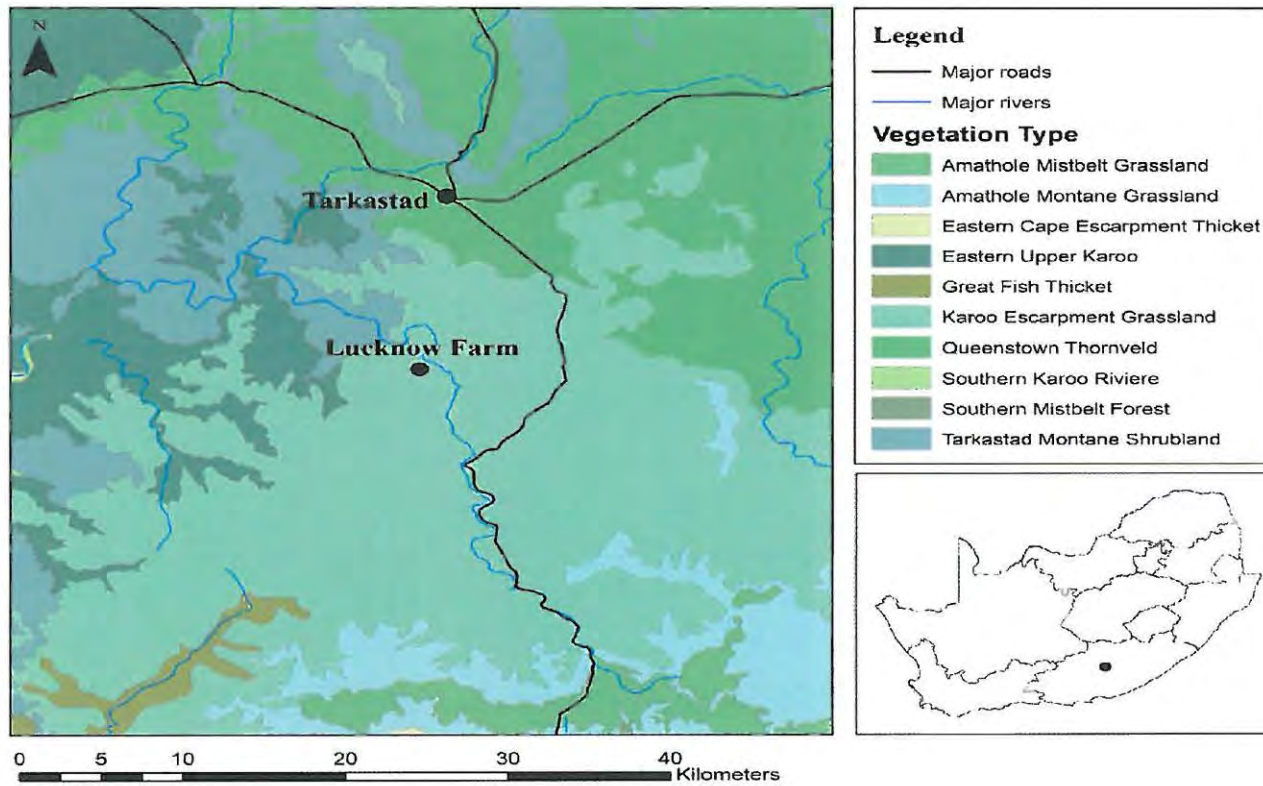 N
Tarkastad
Lucknow Farm
0 5 10 20 30 40
Kilometers
Legend
Major roads
Major rivers
Vegetation Type
Amathole Mistbelt Grassland
Amathole Montane Grassland
Eastern Cape Escarpment Thicket
Eastern Upper Karoo
Great Fish Thicket
Karoo Escarpment Grassland
Queenstown Thornveld
Southern Karoo Riviere
Southern Mistbelt Forest
Tarkastad Montane Shrubland